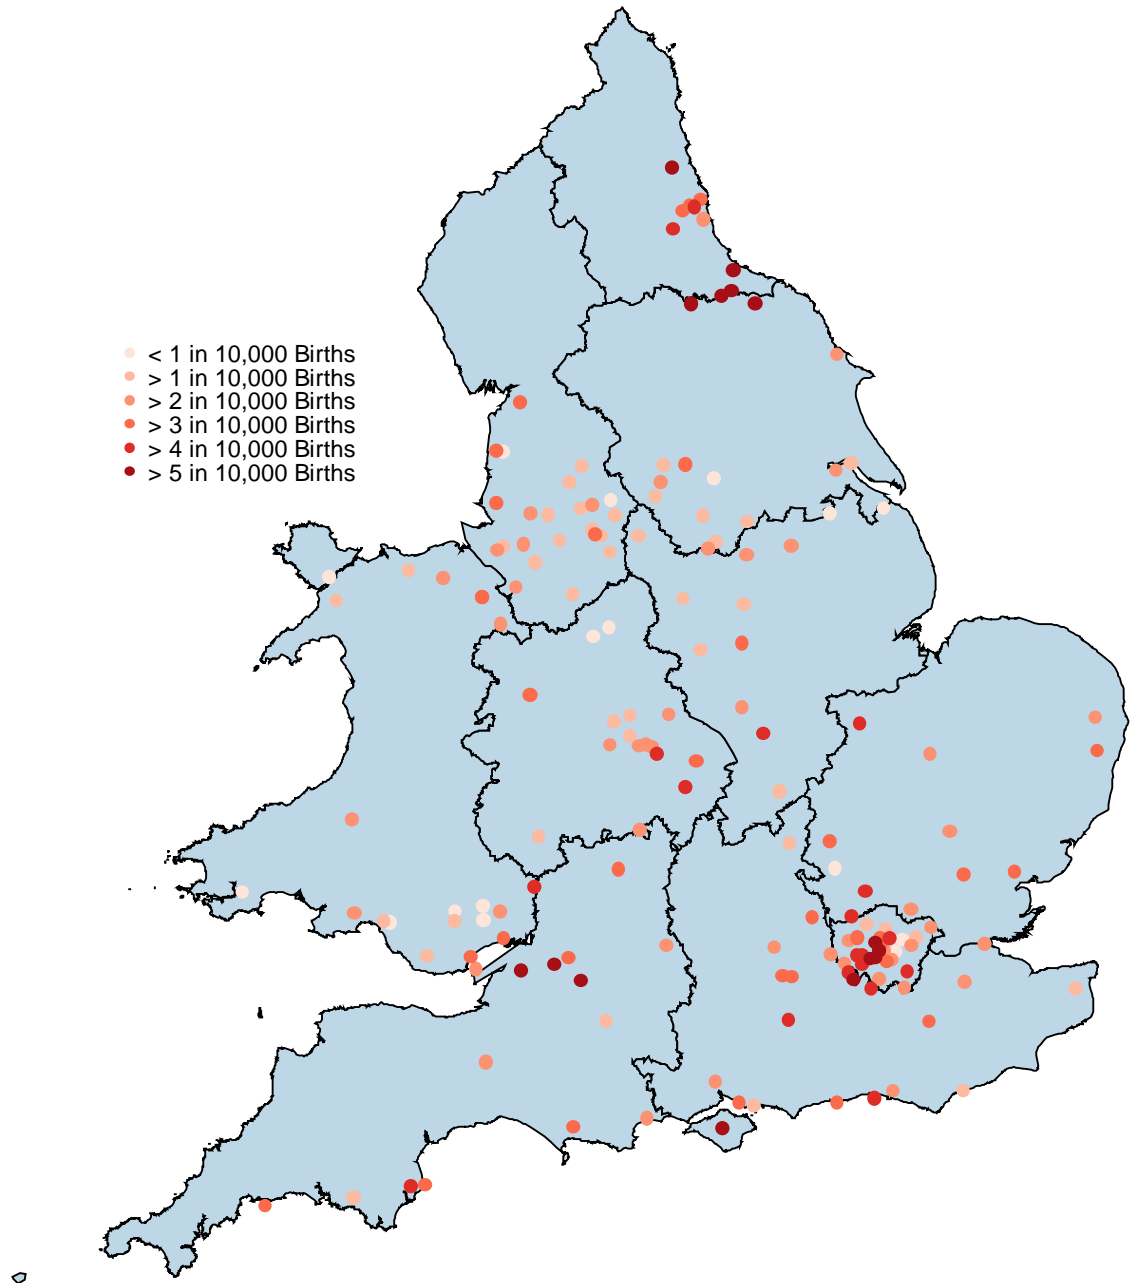 < 1 in 10,000 Births
> 1 in 10,000 Births
> 2 in 10,000 Births
> 3 in 10,000 Births
> 4 in 10,000 Births
> 5 in 10,000 Births